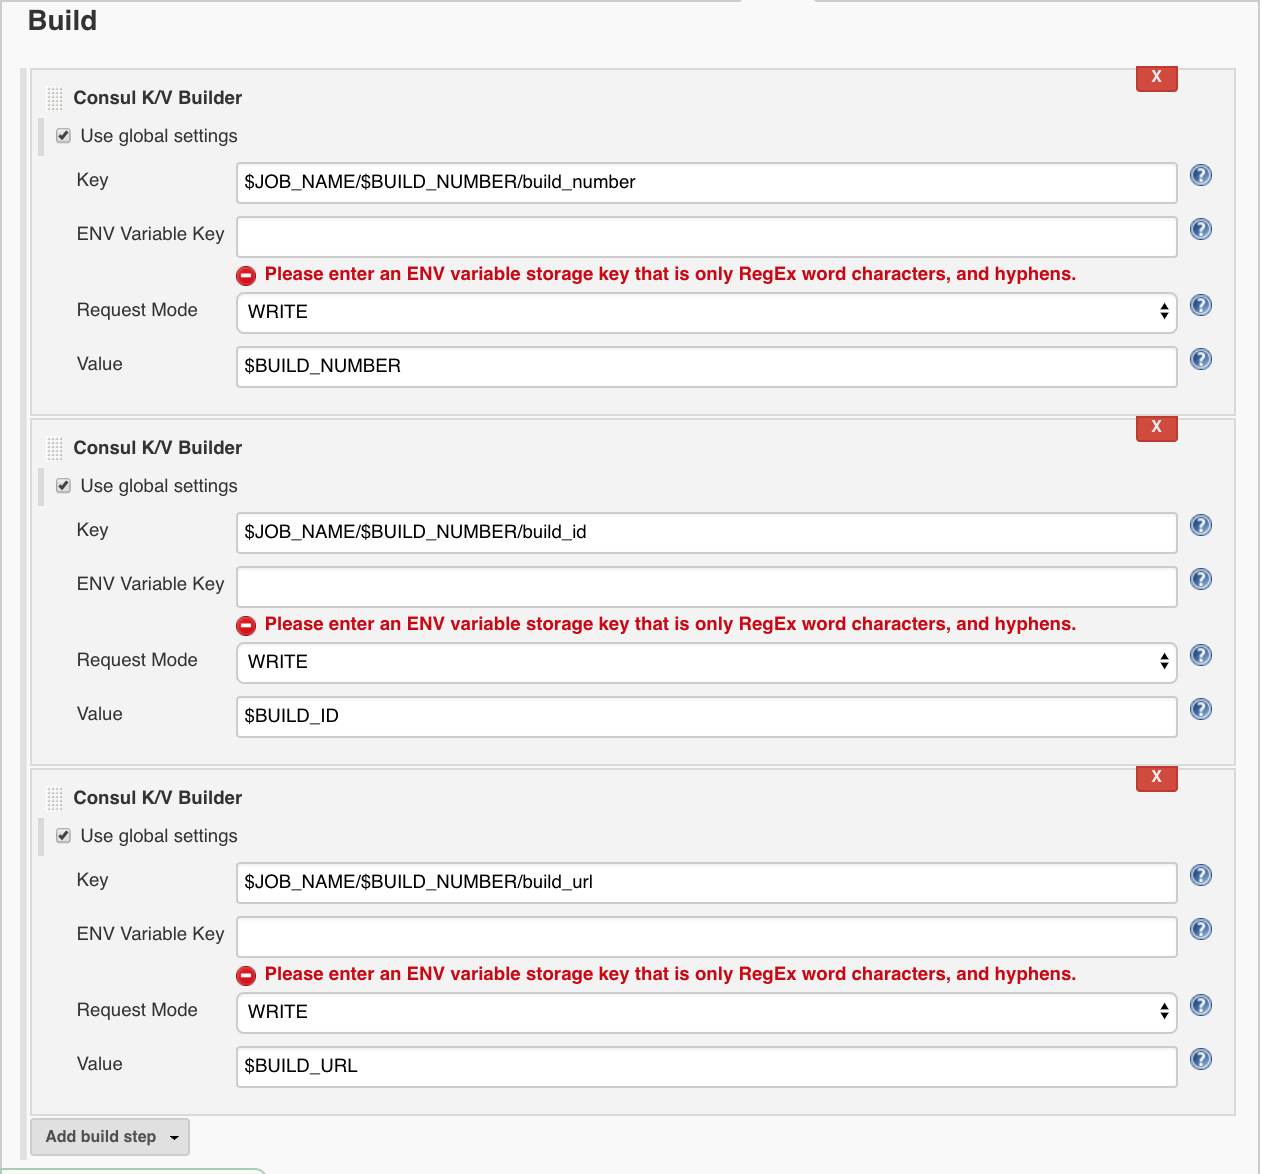 Build
X
Consul K/V Builder
Use global settings
Key
$JOB_NAME/$BUILD_NUMBER/build_number
ENV Variable Key
Please enter an ENV variable storage key that is only RegEx word characters, and hyphens.
Request Mode
WRITE
Value
$BUILD_NUMBER
X
Consul K/V Builder
Use global settings
Key
$JOB_NAME/$BUILD_NUMBER/build_id
ENV Variable Key
Please enter an ENV variable storage key that is only RegEx word characters, and hyphens.
Request Mode
WRITE
Value
$BUILD_ID
X
Consul K/V Builder
Use global settings
Key
$JOB_NAME/$BUILD_NUMBER/build_url
ENV Variable Key
Please enter an ENV variable storage key that is only RegEx word characters, and hyphens.
Request Mode
WRITE
Value
$BUILD_URL
Add build step